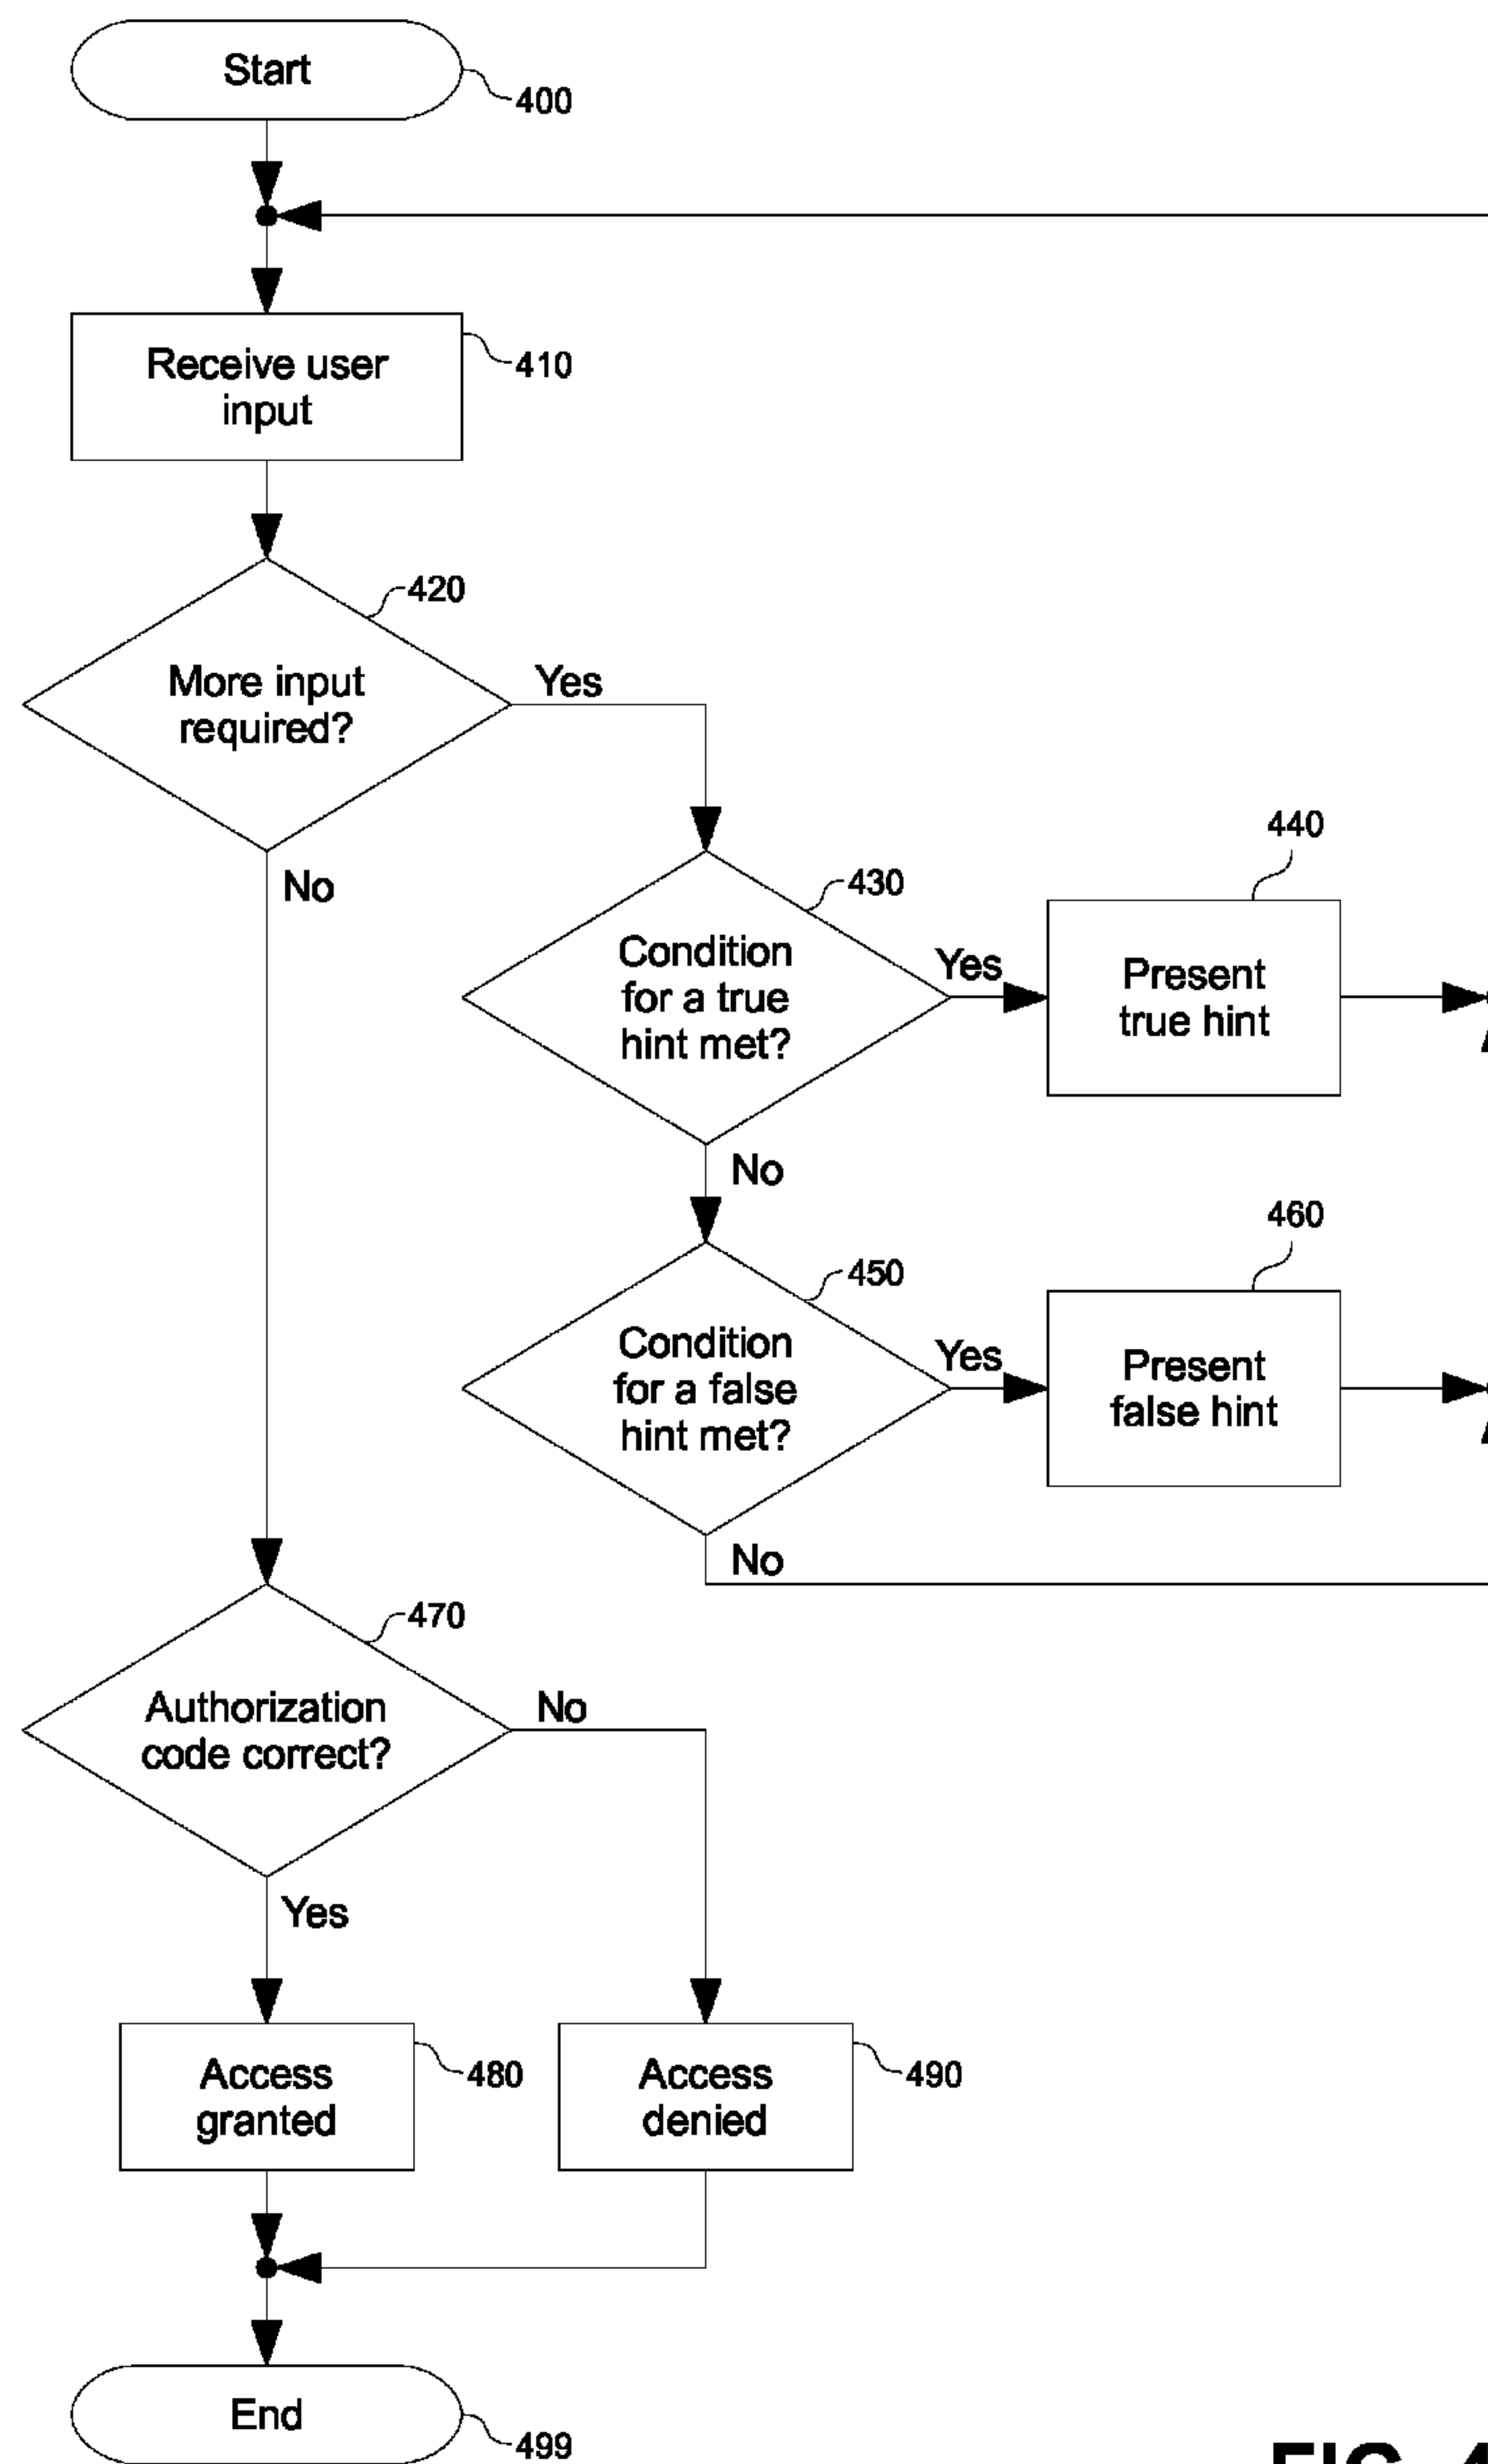 Start
400
Receive user
input
410
420
More input
required?
Yes
No
430
Condition
for a true
hint met?
Yes
440
Present
true hint
No
450
Condition
for a false
hint met?
Yes
460
Present
false hint
No
470
Authorization
code correct?
No
Yes
Access
granted
480
Access
denied
490
End
499